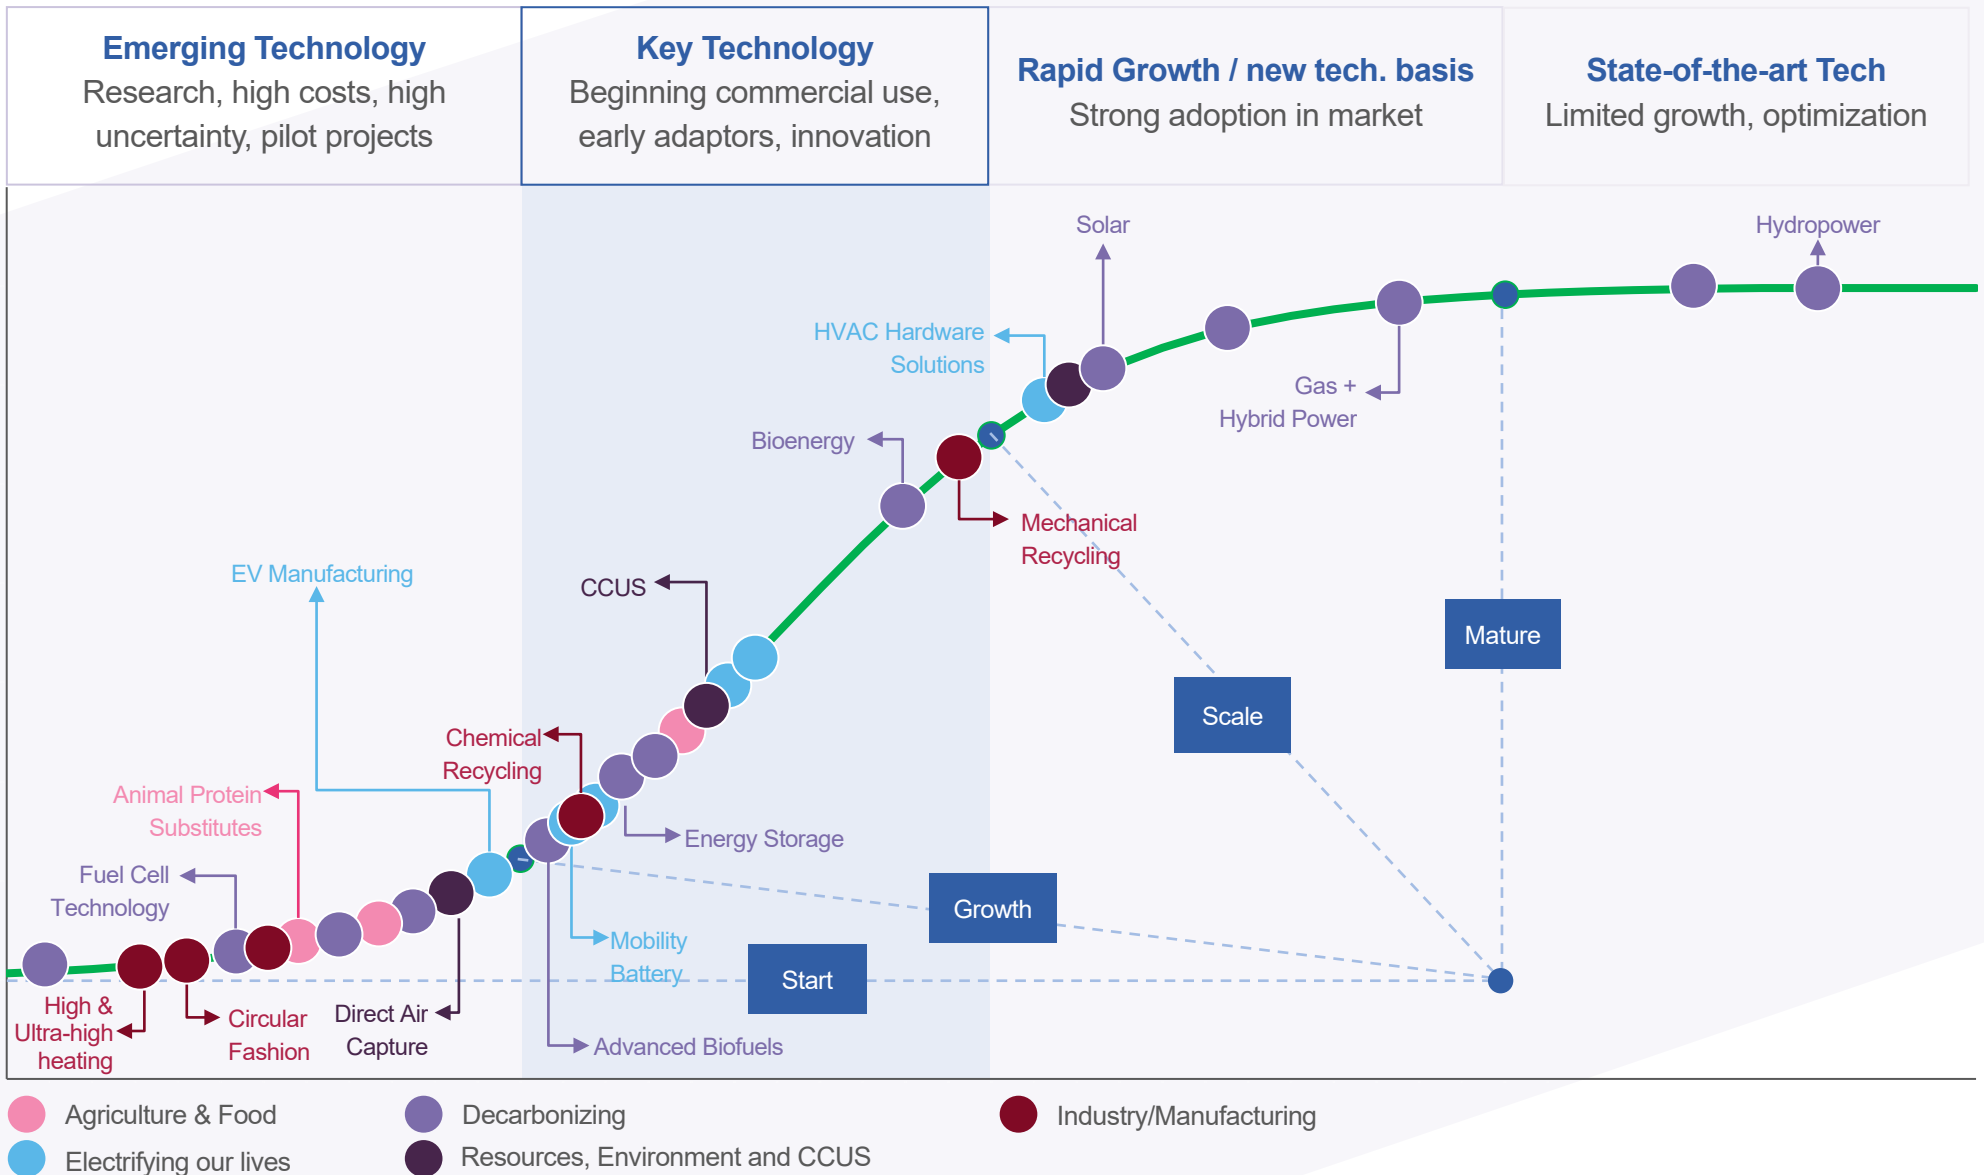 Emerging Technology
Research, high costs, high
uncertainty, pilot projects
Key Technology
Beginning commercial use,
early adaptors, innovation
Rapid Growth / new tech. basis
Strong adoption in market
State-of-the-art Tech
Limited growth, optimization
Solar
Hydropower
HVAC Hardware
Solutions
Gas +
Hybrid Power
Bioenergy
Mechanical
Recycling
EV Manufacturing
CCUS
Mature
Scale
Chemical
Recycling
Animal Protein
Substitutes
Energy Storage
Fuel Cell
Technology
Growth
Mobility
Battery
Start
High &
Ultra-high
heating
Circular
Fashion
Direct Air
Capture
Advanced Biofuels
Agriculture & Food
Decarbonizing
Industry/Manufacturing
Electrifying our lives
Resources, Environment and CCUS